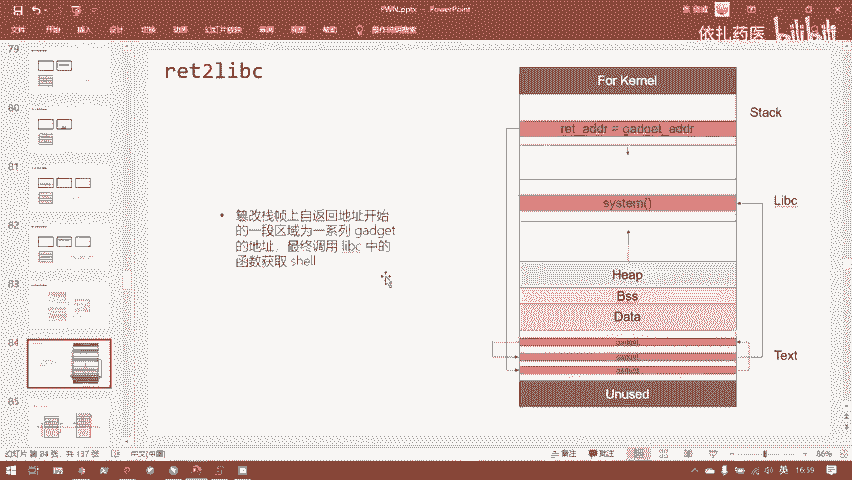 PWN.pptx - PowerPoint
文件
开始
插入
设计
切换
动画
幻灯片放映
审阅
视图
帮助
操作说明搜索
依扎药医 bilibili
79
80
81
82
83
84
85
ret2libc
• 篡改栈帧上自返回地址开始
的一段区域为一系列 gadget
的地址，最终调用 libc 中的
函数获取 shell
For Kernel
Stack
ret_addr = gadget_addr
system()
Libc
Heap
Bss
Data
gadget
gadget
gadget
Text
Unused
幻灯片 第 84 张，共 137 张
中文(中国)
备注
批注
86%
英
16:59